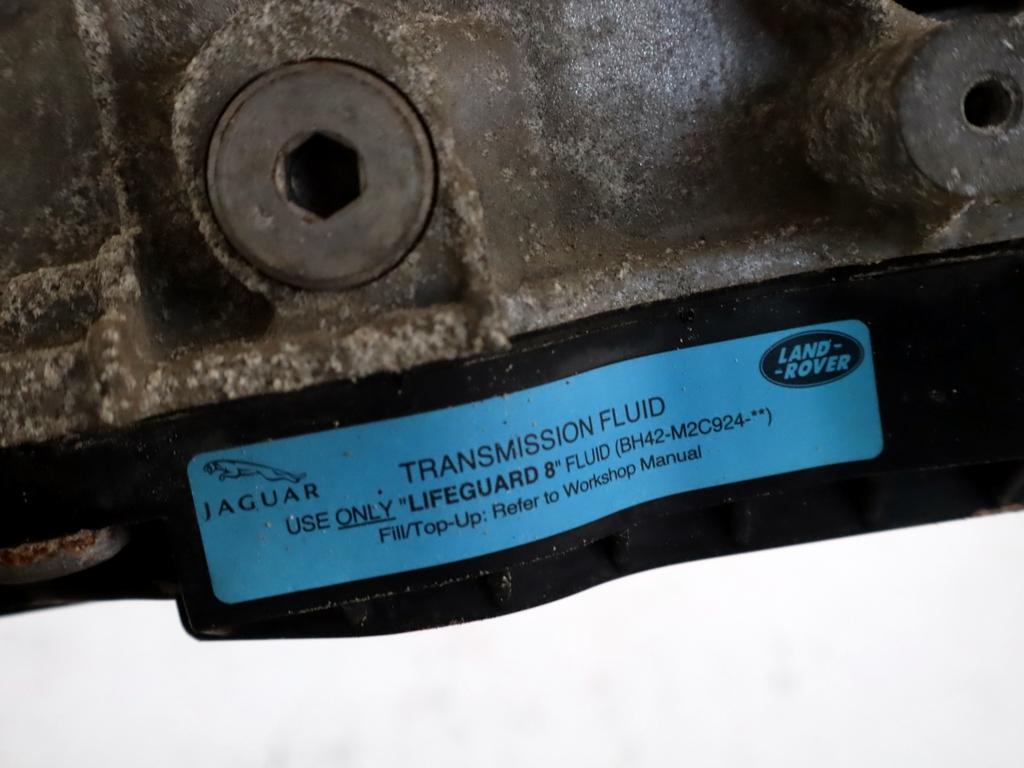 LAND-
-ROVER
JAGUAR
TRANSMISSION FLUID
USE ONLY "LIFEGUARD 8" FLUID (BH42-M2C924-**)
Fill/Top-Up: Refer to Workshop Manual